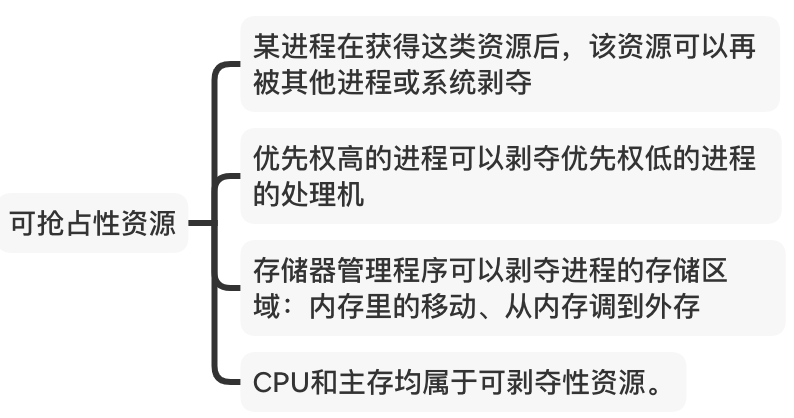 某进程在获得这类资源后，该资源可以再
被其他进程或系统剥夺
优先权高的进程可以剥夺优先权低的进程
的处理机
可抢占性资源
存储器管理程序可以剥夺进程的存储区
域：内存里的移动、从内存调到外存
CPU和主存均属于可剥夺性资源。